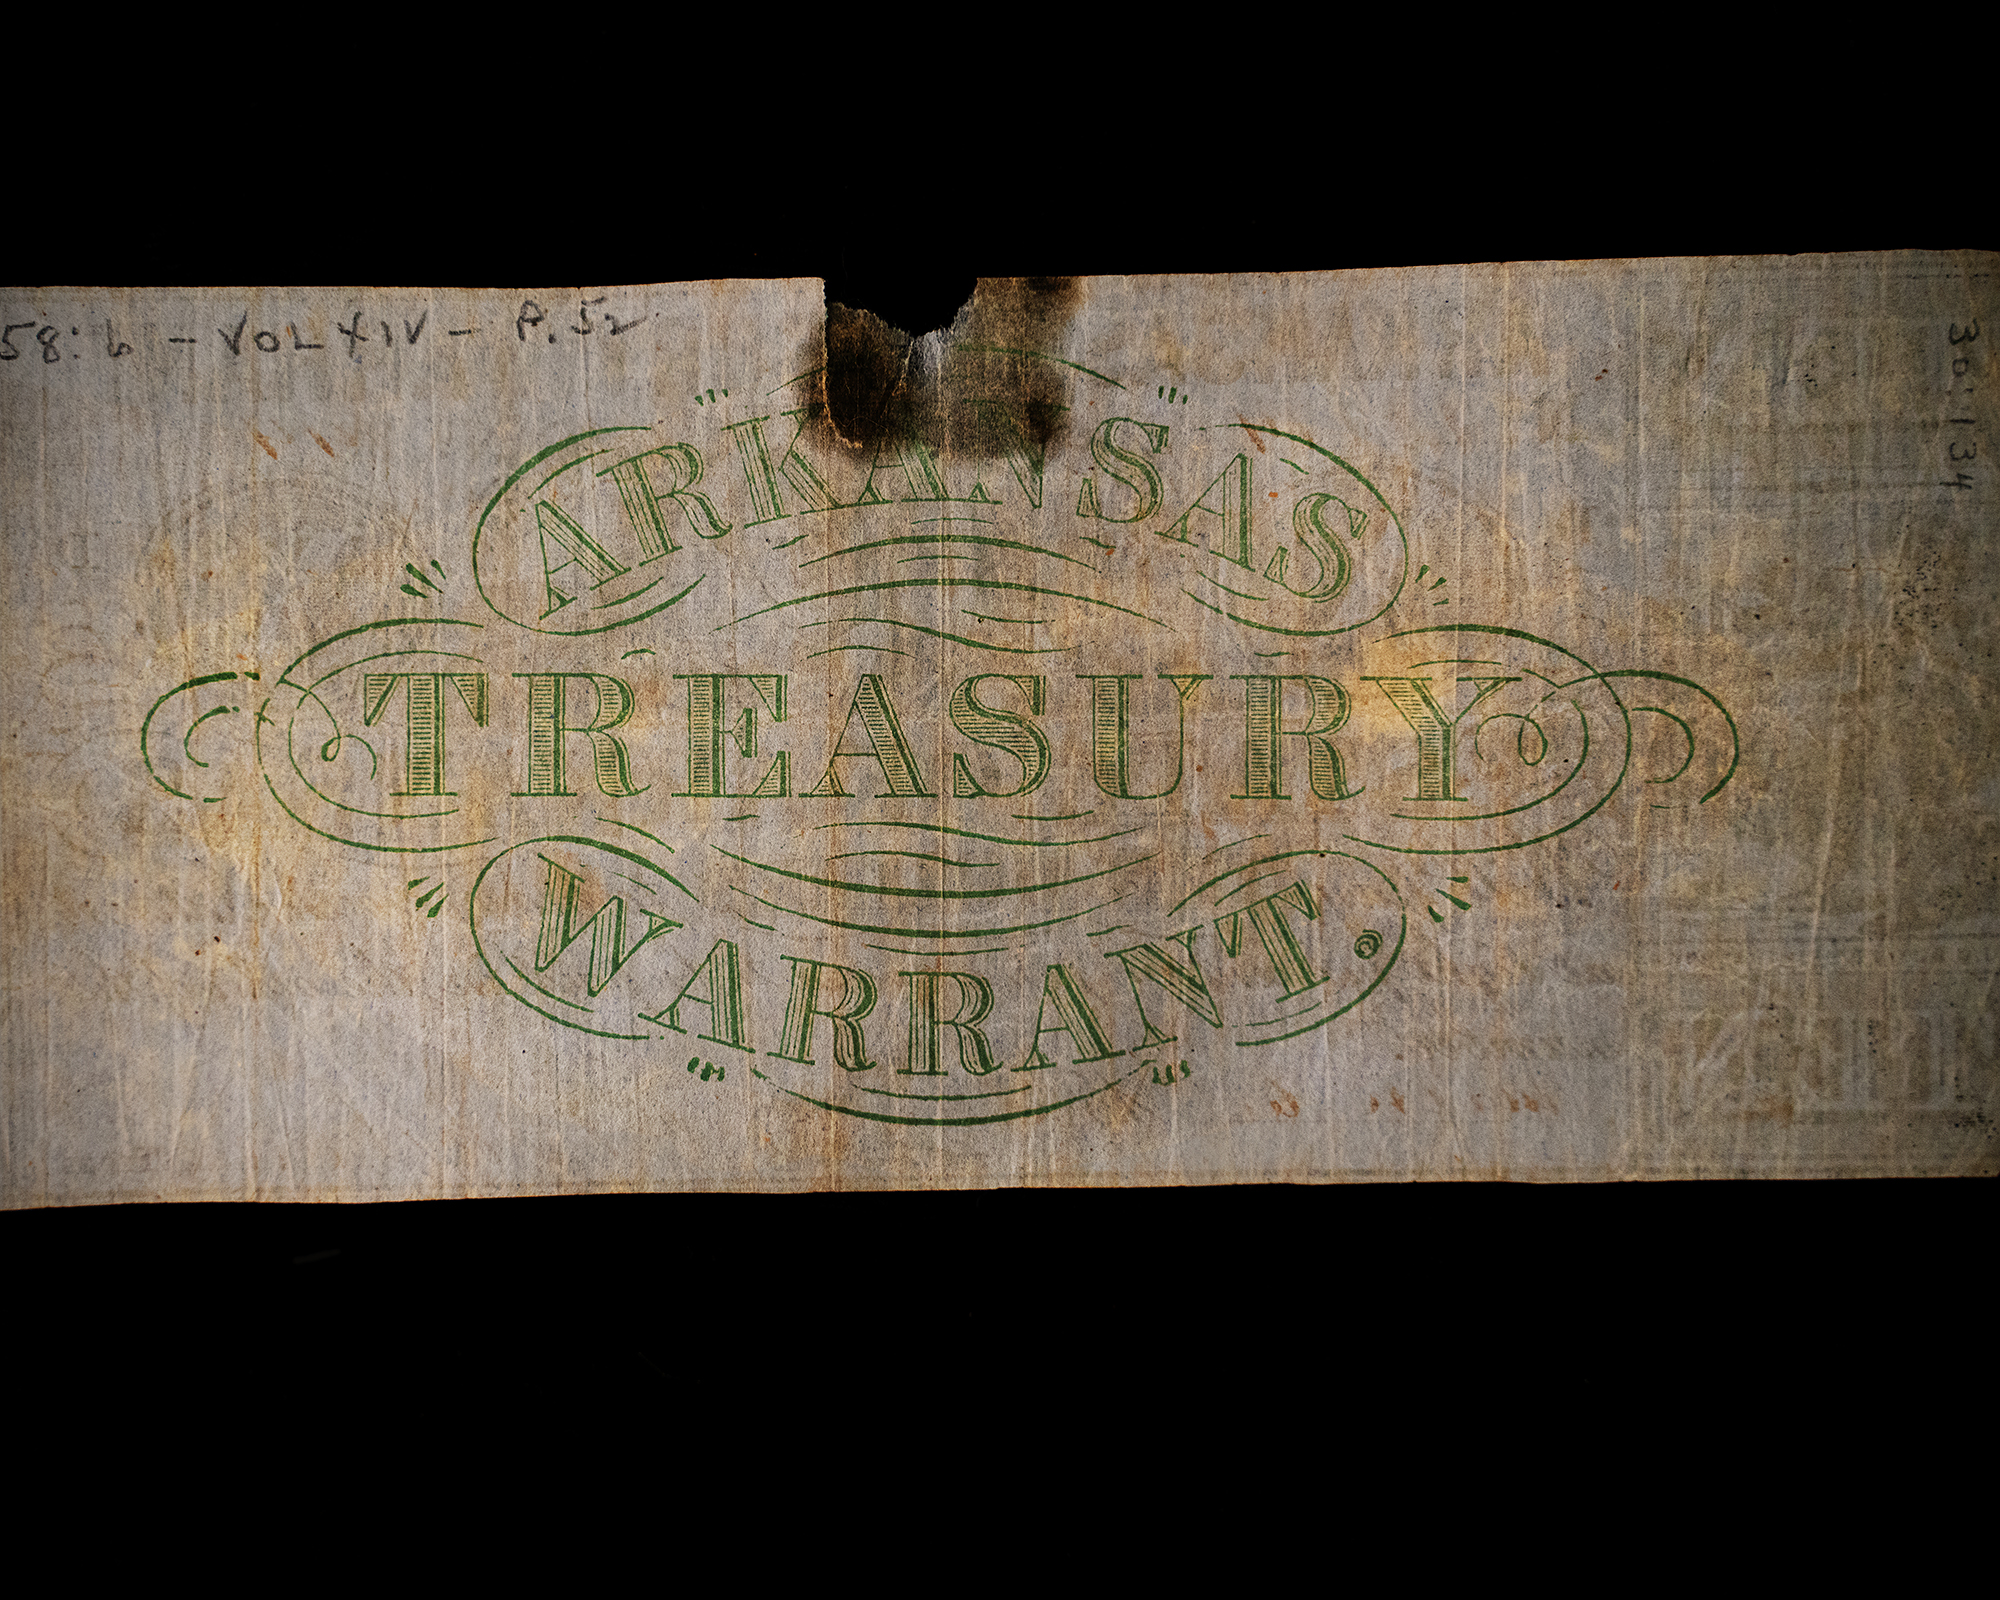 58: 6 - VOL XIV - P. 52
30:134
ARKANSAS
TREASURY
WARRANT.